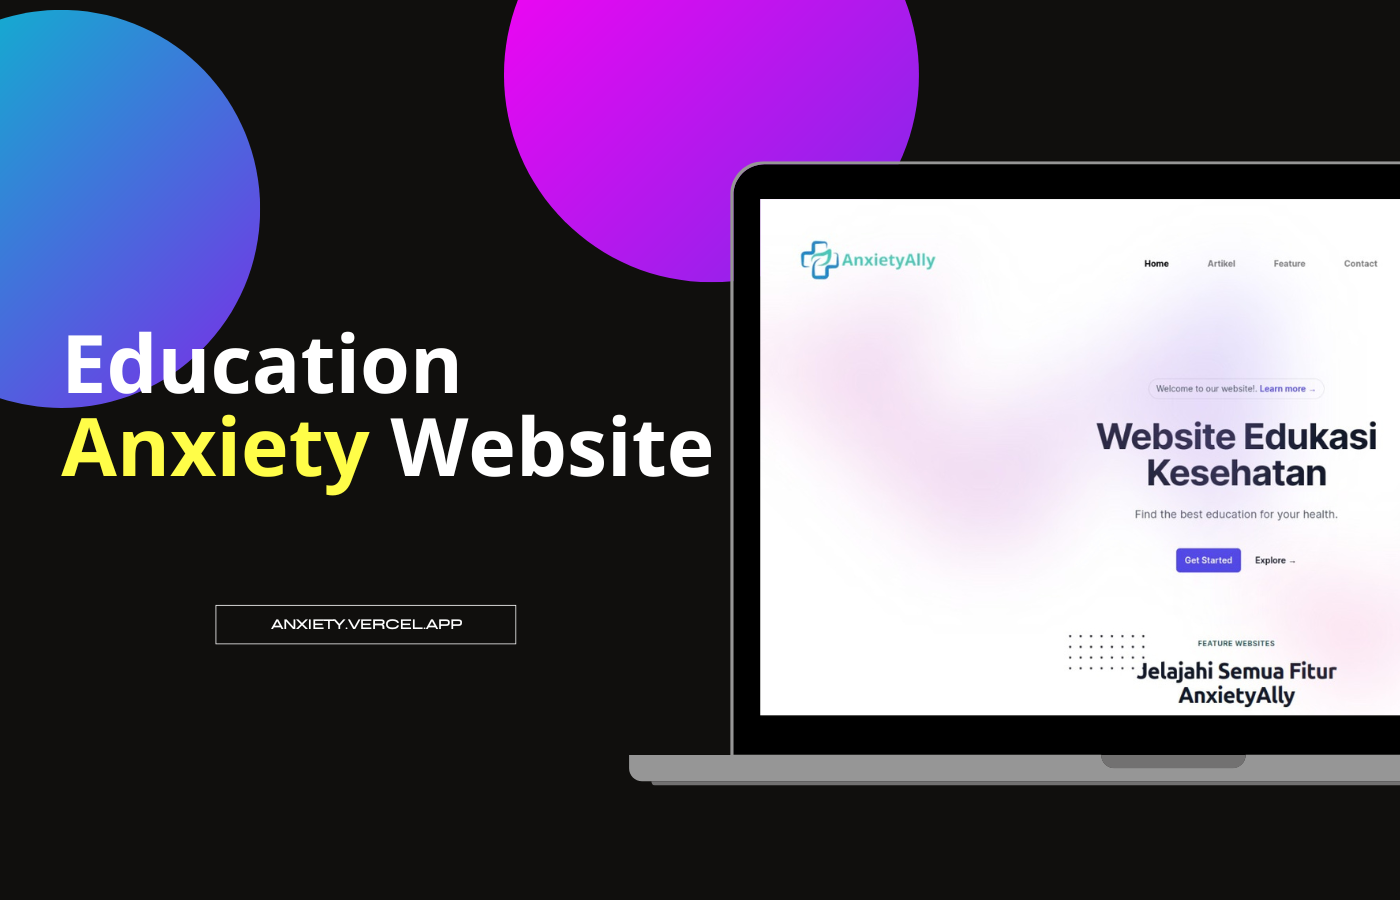 Education
Anxiety Website
ANXIETY.VERCEL.APP
AnxietyAlly
Home Artikel Feature Contact
Welcome to our website!. Learn more →
Website Edukasi
Kesehatan
Find the best education for your health.
Get Started Explore →
FEATURE WEBSITES
Jelajahi Semua Fitur
AnxietyAlly